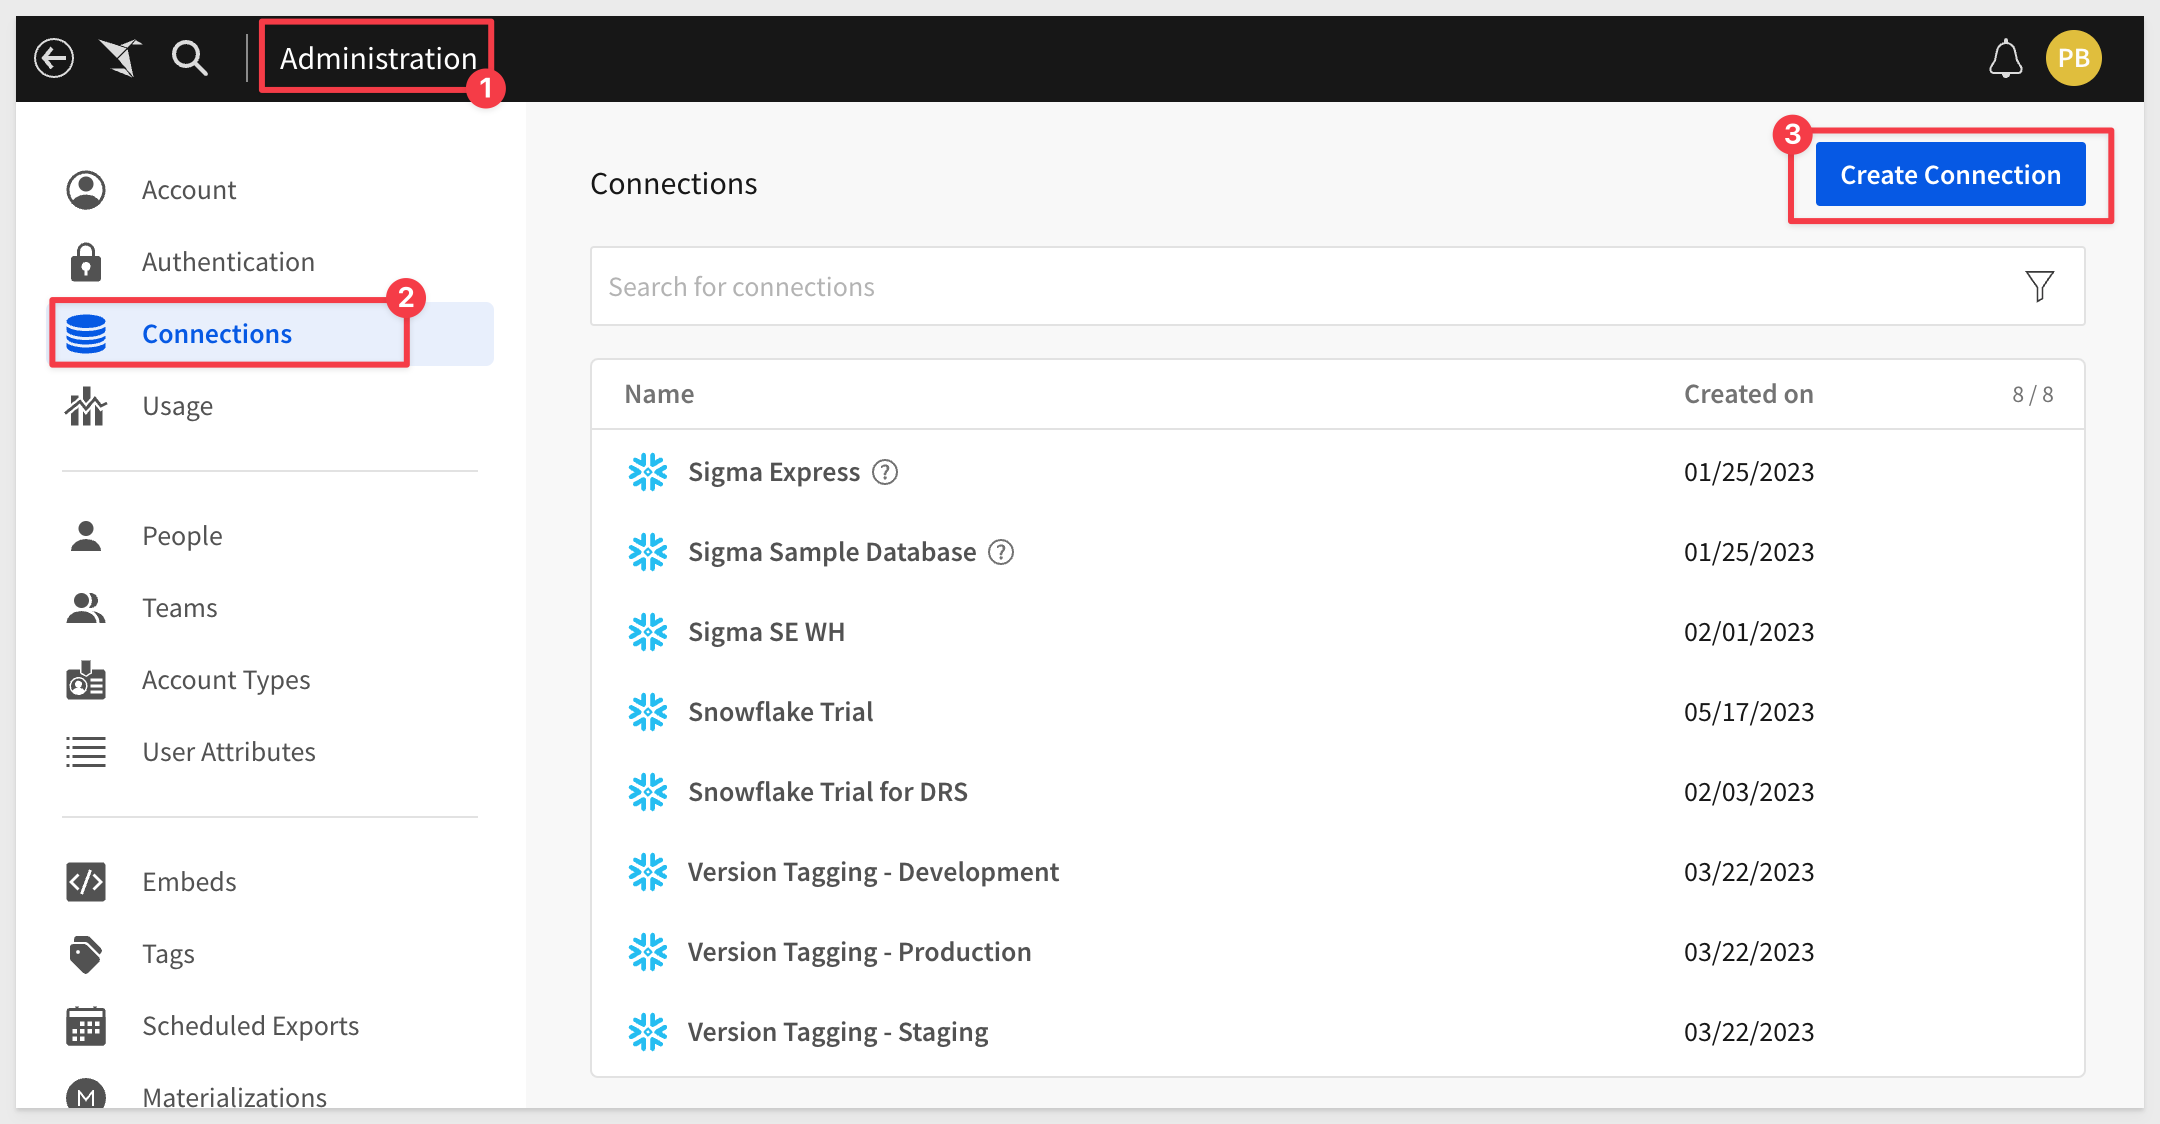 Administration
1
PB
Account
Authentication
2
Connections
Usage
People
Teams
Account Types
User Attributes
Embeds
</>
Tags
Scheduled Exports
M
Materializations
Connections
3
Create Connection
Search for connections
Name Created on 8 / 8
Sigma Express ? 01/25/2023
Sigma Sample Database ? 01/25/2023
Sigma SE WH 02/01/2023
Snowflake Trial 05/17/2023
Snowflake Trial for DRS 02/03/2023
Version Tagging - Development 03/22/2023
Version Tagging - Production 03/22/2023
Version Tagging - Staging 03/22/2023